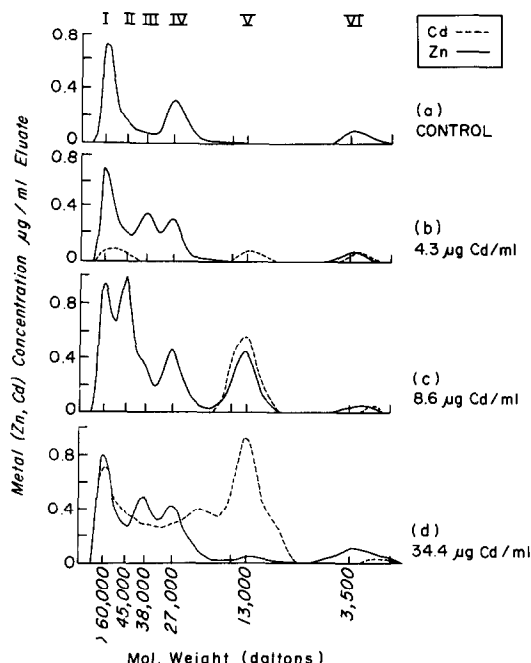 I II III IV V VI
Cd
Zn
0.8
0.4
0
(a)
CONTROL
0.8
0.4
0
(b)
4.3 μg Cd/ml
0.8
0.4
0
(c)
8.6 μg Cd/ml
0.8
0.4
0
(d)
34.4 μg Cd/ml
Metal (Zn, Cd) Concentration μg/ml Eluate
〉60,000
45,000
38,000
27,000
13,000
3,500
Mol. Weight (daltons)